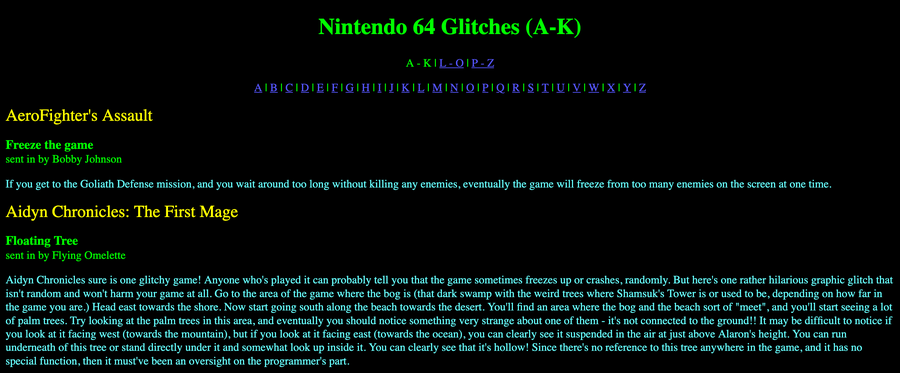 Nintendo 64 Glitches (A-K)
A - K | L - O | P - Z
A | B | C | D | E | F | G | H | I | J | K | L | M | N | O | P | Q | R | S | T | U | V | W | X | Y | Z
AeroFighter's Assault
Freeze the game
sent in by Bobby Johnson
If you get to the Goliath Defense mission, and you wait around too long without killing any enemies, eventually the game will freeze from too many enemies on the screen at one time.
Aidyn Chronicles: The First Mage
Floating Tree
sent in by Flying Omelette
Aidyn Chronicles sure is one glitchy game! Anyone who's played it can probably tell you that the game sometimes freezes up or crashes, randomly. But here's one rather hilarious graphic glitch that
isn't random and won't harm your game at all. Go to the area of the game where the bog is (that dark swamp with the weird trees where Shamsuk's Tower is or used to be, depending on how far in
the game you are.) Head east towards the shore. Now start going south along the beach towards the desert. You'll find an area where the bog and the beach sort of "meet", and you'll start seeing a lot
of palm trees. Try looking at the palm trees in this area, and eventually you should notice something very strange about one of them - it's not connected to the ground!! It may be difficult to notice if
you look at it facing west (towards the mountain), but if you look at it facing east (towards the ocean), you can clearly see it suspended in the air at just above Alaron's height. You can run
underneath of this tree or stand directly under it and somewhat look up inside it. You can clearly see that it's hollow! Since there's no reference to this tree anywhere in the game, and it has no
special function, then it must've been an oversight on the programmer's part.